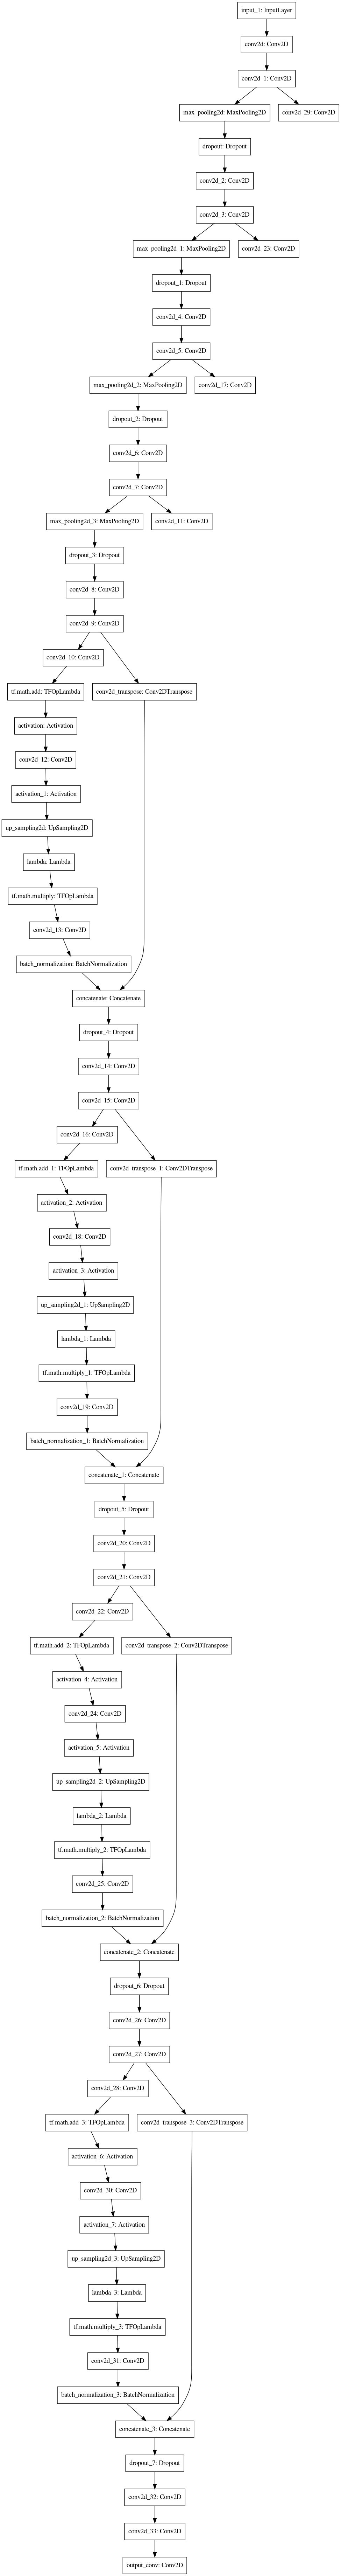 input_1: InputLayer
conv2d: Conv2D
conv2d_1: Conv2D
max_pooling2d: MaxPooling2D
conv2d_29: Conv2D
dropout: Dropout
conv2d_2: Conv2D
conv2d_3: Conv2D
max_pooling2d_1: MaxPooling2D
conv2d_23: Conv2D
dropout_1: Dropout
conv2d_4: Conv2D
conv2d_5: Conv2D
max_pooling2d_2: MaxPooling2D
conv2d_17: Conv2D
dropout_2: Dropout
conv2d_6: Conv2D
conv2d_7: Conv2D
max_pooling2d_3: MaxPooling2D
conv2d_11: Conv2D
dropout_3: Dropout
conv2d_8: Conv2D
conv2d_9: Conv2D
conv2d_10: Conv2D
tf.math.add: TFOpLambda
conv2d_transpose: Conv2DTranspose
activation: Activation
conv2d_12: Conv2D
activation_1: Activation
up_sampling2d: UpSampling2D
lambda: Lambda
tf.math.multiply: TFOpLambda
conv2d_13: Conv2D
batch_normalization: BatchNormalization
concatenate: Concatenate
dropout_4: Dropout
conv2d_14: Conv2D
conv2d_15: Conv2D
conv2d_16: Conv2D
tf.math.add_1: TFOpLambda
conv2d_transpose_1: Conv2DTranspose
activation_2: Activation
conv2d_18: Conv2D
activation_3: Activation
up_sampling2d_1: UpSampling2D
lambda_1: Lambda
tf.math.multiply_1: TFOpLambda
conv2d_19: Conv2D
batch_normalization_1: BatchNormalization
concatenate_1: Concatenate
dropout_5: Dropout
conv2d_20: Conv2D
conv2d_21: Conv2D
conv2d_22: Conv2D
tf.math.add_2: TFOpLambda
conv2d_transpose_2: Conv2DTranspose
activation_4: Activation
conv2d_24: Conv2D
activation_5: Activation
up_sampling2d_2: UpSampling2D
lambda_2: Lambda
tf.math.multiply_2: TFOpLambda
conv2d_25: Conv2D
batch_normalization_2: BatchNormalization
concatenate_2: Concatenate
dropout_6: Dropout
conv2d_26: Conv2D
conv2d_27: Conv2D
conv2d_28: Conv2D
tf.math.add_3: TFOpLambda
conv2d_transpose_3: Conv2DTranspose
activation_6: Activation
conv2d_30: Conv2D
activation_7: Activation
up_sampling2d_3: UpSampling2D
lambda_3: Lambda
tf.math.multiply_3: TFOpLambda
conv2d_31: Conv2D
batch_normalization_3: BatchNormalization
concatenate_3: Concatenate
dropout_7: Dropout
conv2d_32: Conv2D
conv2d_33: Conv2D
output_conv: Conv2D